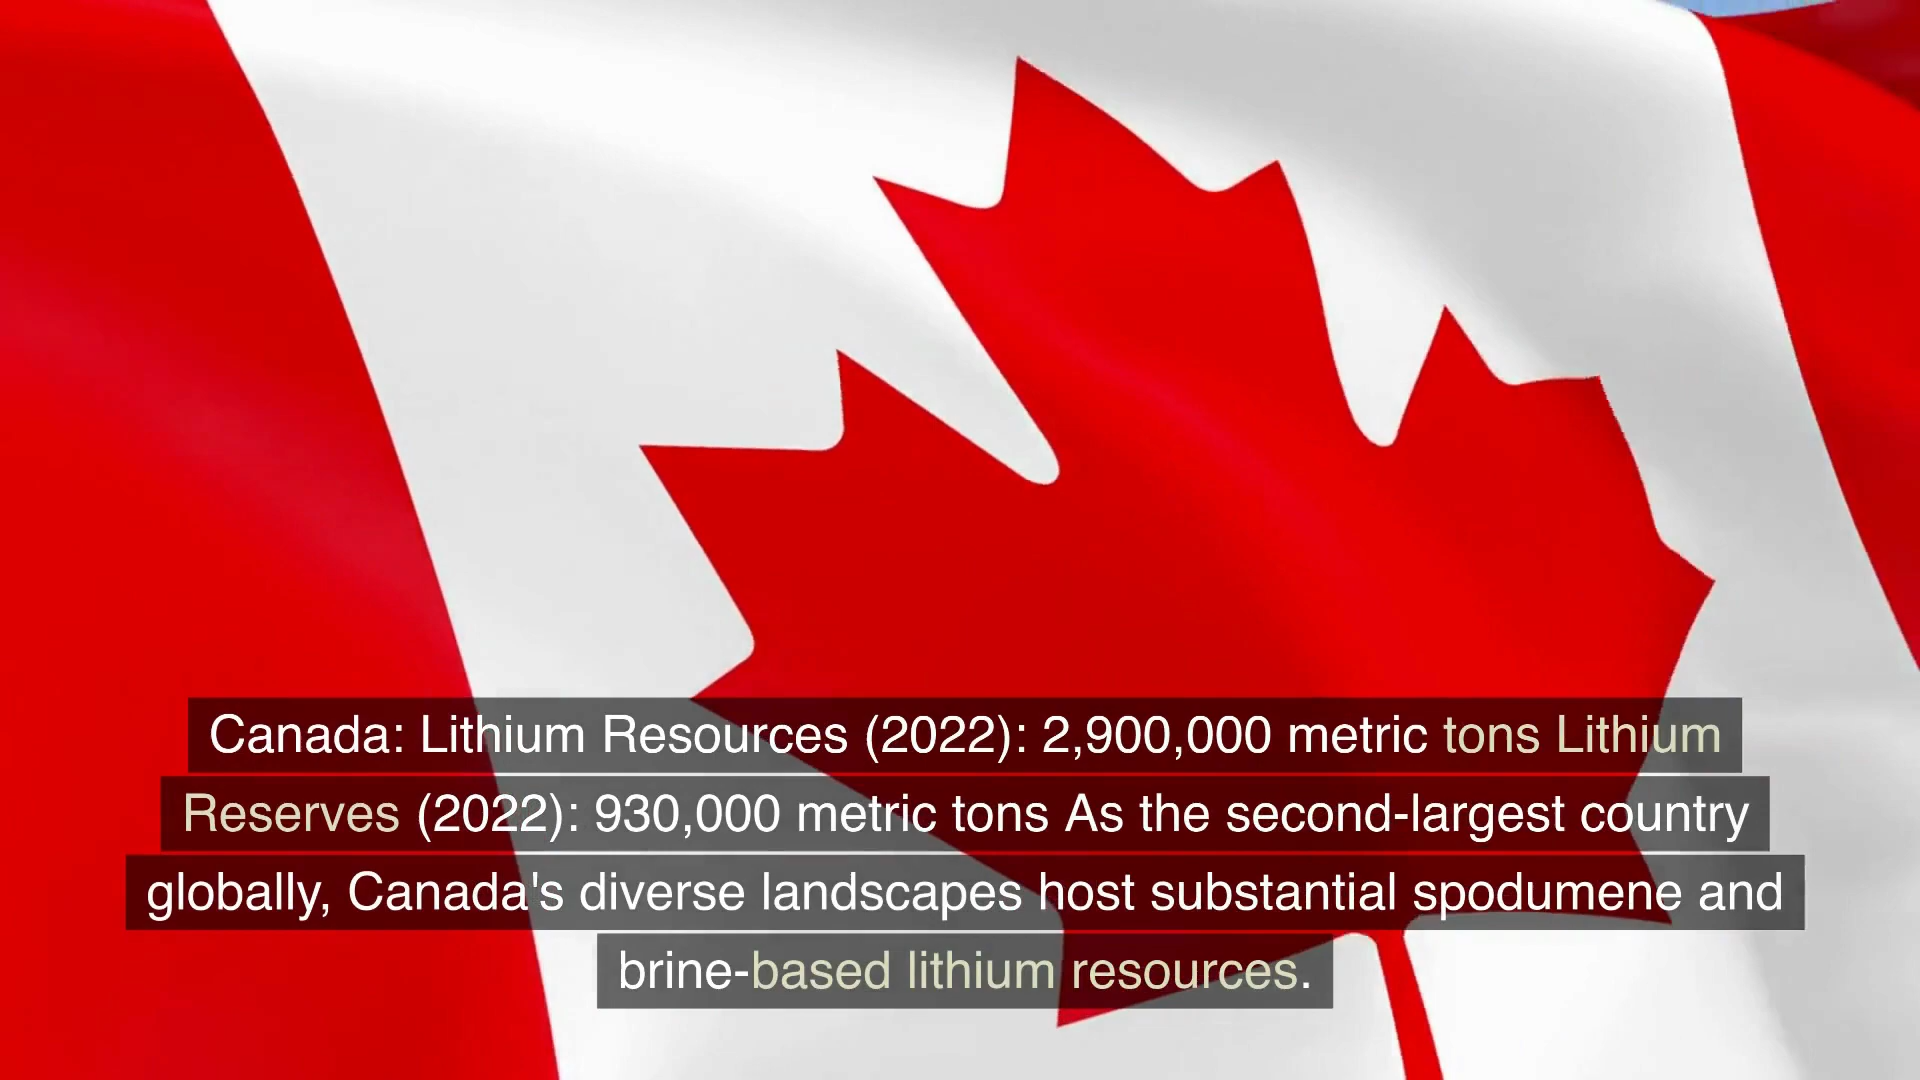 Canada: Lithium Resources (2022): 2,900,000 metric tons Lithium
Reserves (2022): 930,000 metric tons As the second-largest country
globally, Canada's diverse landscapes host substantial spodumene and
brine-based lithium resources.